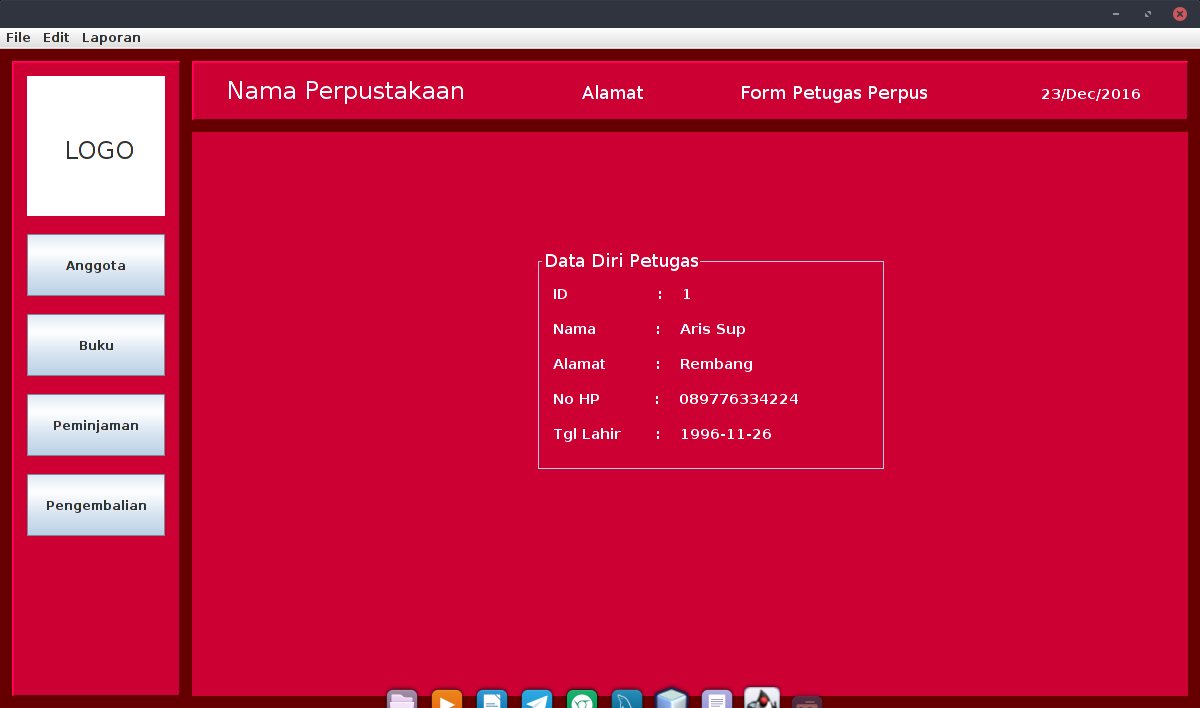 File Edit Laporan
LOGO
Nama Perpustakaan Alamat Form Petugas Perpus 23/Dec/2016
Anggota
Buku
Peminjaman
Pengembalian
Data Diri Petugas
ID : 1
Nama : Aris Sup
Alamat : Rembang
No HP : 089776334224
Tgl Lahir : 1996-11-26